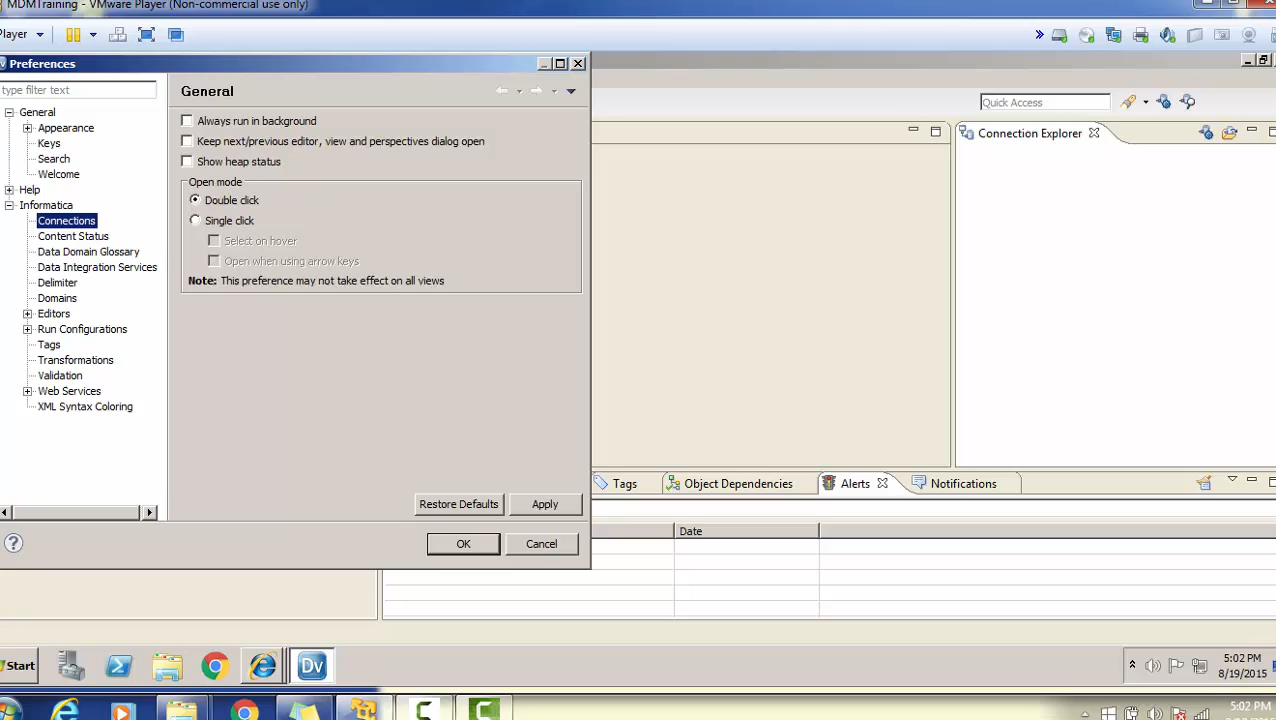 MDMTraining - VMware Player (Non-commercial use only)
Player
Preferences
type filter text
General
Appearance
Keys
Search
Welcome
Help
Informatica
Connections
Content Status
Data Domain Glossary
Data Integration Services
Delimiter
Domains
Editors
Run Configurations
Tags
Transformations
Validation
Web Services
XML Syntax Coloring
General
Always run in background
Keep next/previous editor, view and perspectives dialog open
Show heap status
Open mode
Double click
Single click
Select on hover
Open when using arrow keys
Note: This preference may not take effect on all views
Restore Defaults
Apply
OK
Cancel
Quick Access
Connection Explorer
Tags
Object Dependencies
Alerts
Notifications
Date
Start
Dv
5:02 PM
8/19/2015
5:02 PM